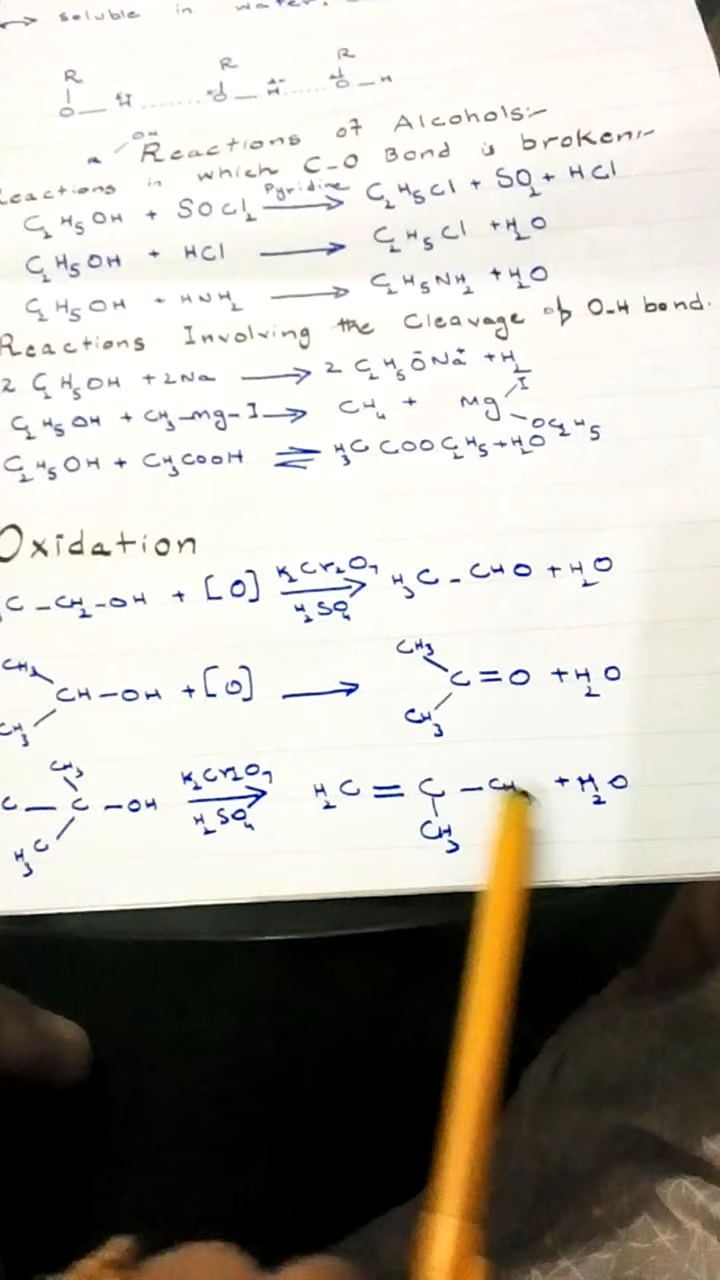 → soluble in water.
R R R
O — H ........ O — H ...... O — H
OH
Reactions of Alcohols:-
Reactions in which C-O Bond is broken:-
C₂H₅OH + SOCl₂ —Pyridine→ C₂H₅Cl + SO₂ + HCl
C₂H₅OH + HCl → C₂H₅Cl + H₂O
C₂H₅OH + HNH₂ → C₂H₅NH₂ + H₂O
Reactions Involving the Cleavage of O-H bond.
2 C₂H₅OH + 2Na → 2 C₂H₅ŌNa⁺ + H₂
I
C₂H₅OH + CH₃-mg-I → CH₄ + Mg
OC₂H₅
C₂H₅OH + CH₃COOH ⇌ H₃C COOC₂H₅ + H₂O
Oxidation
K₂Cr₂O₇
C-CH₂-OH + [O] → H₃C-CHO + H₂O
H₂SO₄
CH₃ CH₃
CH-OH + [O] → C=O + H₂O
CH₃ CH₃
CH₃ K₂Cr₂O₇
C — C - OH → H₂C = C - CH₃ + H₂O
H₃C H₂SO₄ CH₃